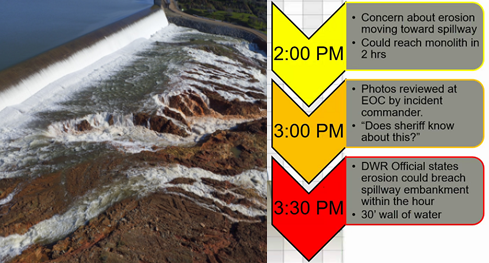 2:00 PM
• Concern about erosion
moving toward spillway
• Could reach monolith in
2 hrs
3:00 PM
• Photos reviewed at
EOC by incident
commander.
• “Does sheriff know
about this?”
3:30 PM
• DWR Official states
erosion could breach
spillway embankment
within the hour
• 30’ wall of water